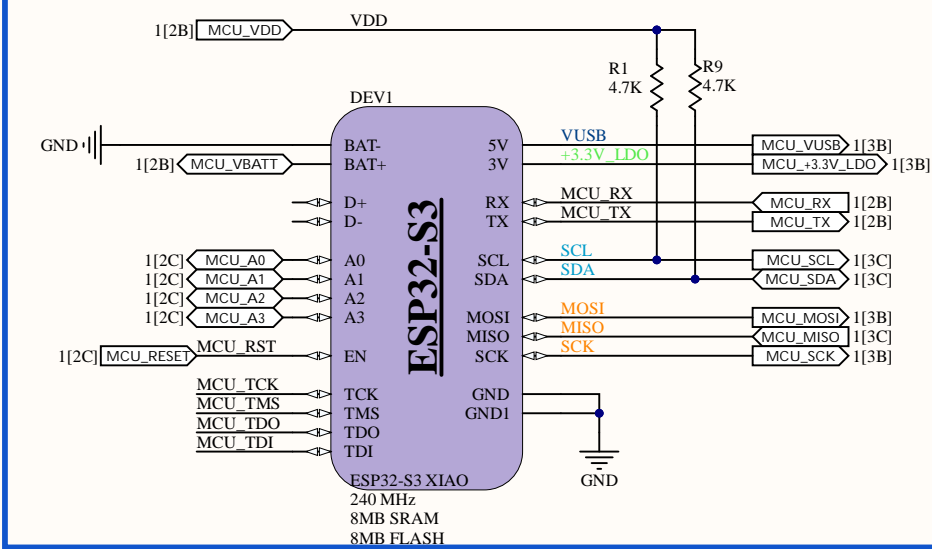 VDD
1[2B] MCU_VDD
R1 R9
4.7K 4.7K
DEV1
GND BAT- 5V VUSB MCU_VUSB 1[3B]
1[2B] MCU_VBATT BAT+ 3V +3.3V_LDO MCU_+3.3V_LDO 1[3B]
D+ RX MCU_RX MCU_RX 1[2B]
D- TX MCU_TX MCU_TX 1[2B]
ESP32-S3
1[2C] MCU_A0 A0 SCL SCL MCU_SCL 1[3C]
1[2C] MCU_A1 A1 SDA SDA MCU_SDA 1[3C]
1[2C] MCU_A2 A2
1[2C] MCU_A3 A3 MOSI MOSI MCU_MOSI 1[3B]
MISO MISO MCU_MISO 1[3C]
1[2C] MCU_RESET MCU_RST EN SCK SCK MCU_SCK 1[3B]
MCU_TCK TCK GND
MCU_TMS TMS GND1
MCU_TDO TDO
MCU_TDI TDI
GND
ESP32-S3 XIAO
240 MHz
8MB SRAM
8MB FLASH